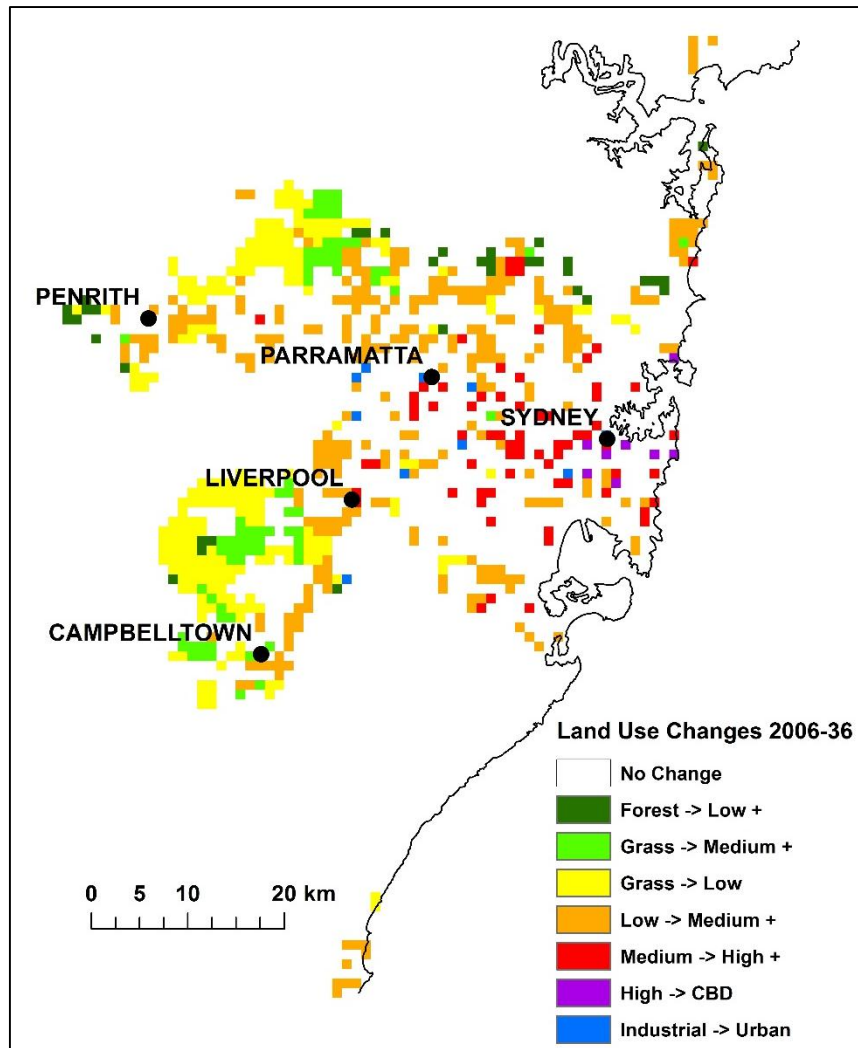 PENRITH
PARRAMATTA
SYDNEY
LIVERPOOL
CAMPBELLTOWN
Land Use Changes 2006-36
No Change
Forest -> Low +
Grass -> Medium +
Grass -> Low
Low -> Medium +
Medium -> High +
High -> CBD
Industrial -> Urban
0 5 10 20 km